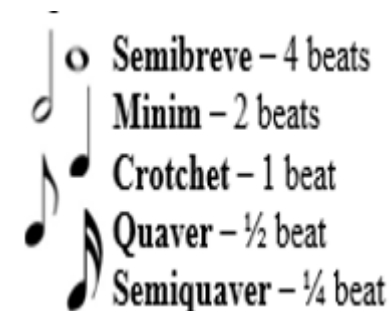 Semibreve – 4 beats
Minim – 2 beats
Crotchet – 1 beat
Quaver – ½ beat
Semiquaver – ¼ beat